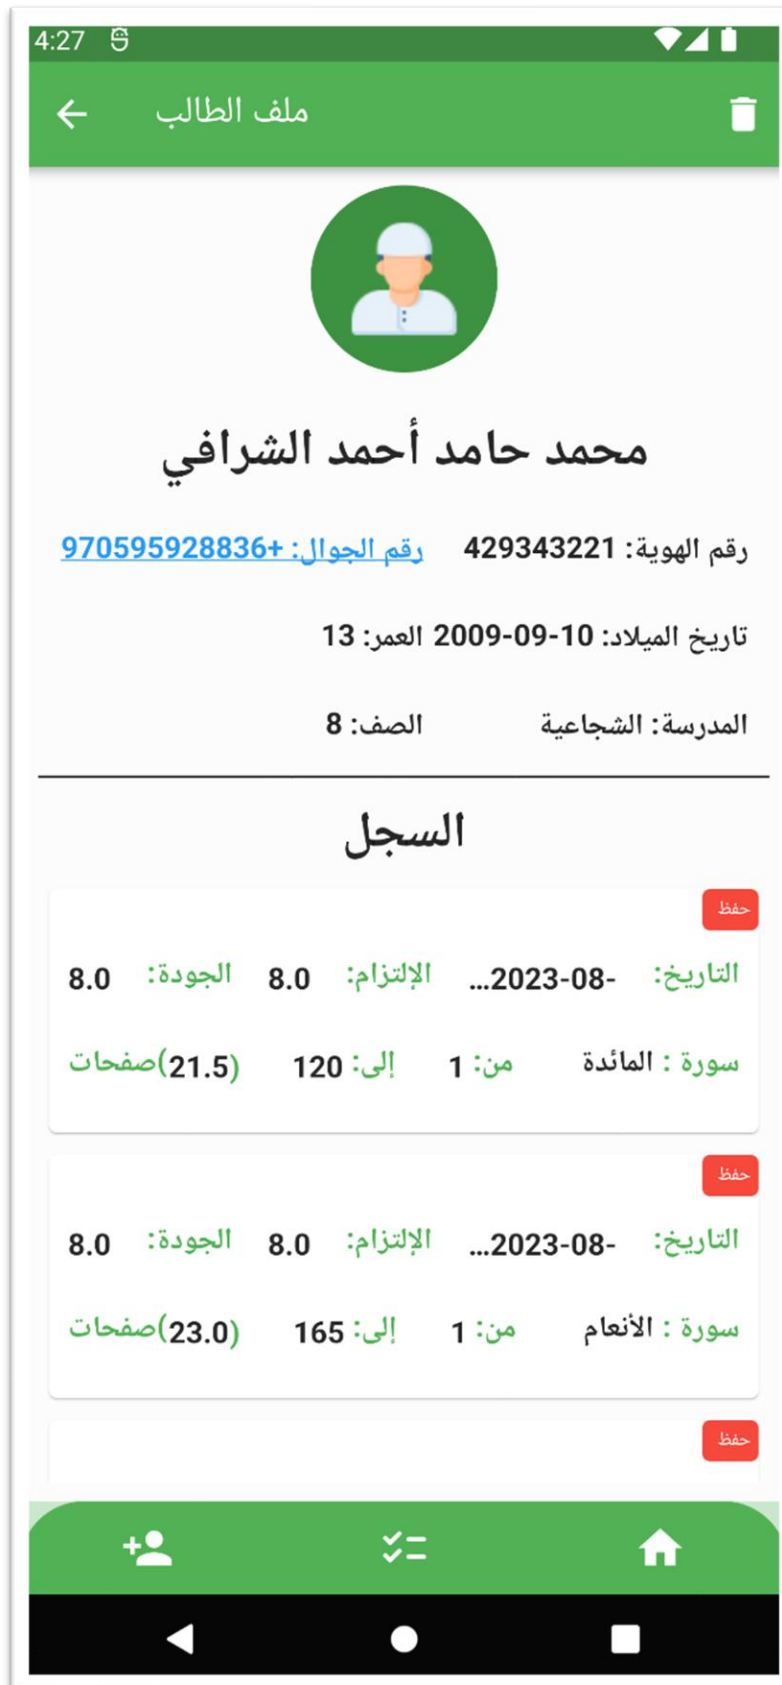 4:27
ملف الطالب
محمد حامد أحمد الشرافي
رقم الهوية: 429343221 رقم الجوال: +970595928836
تاريخ الميلاد: 10-09-2009 العمر: 13
المدرسة: الشجاعية الصف: 8
السجل
حفظ
التاريخ: 2023-08-... الإلتزام: 8.0 الجودة: 8.0
سورة : المائدة من: 1 إلى: 120 (21.5)صفحات
حفظ
التاريخ: 2023-08-... الإلتزام: 8.0 الجودة: 8.0
سورة : الأنعام من: 1 إلى: 165 (23.0)صفحات
حفظ